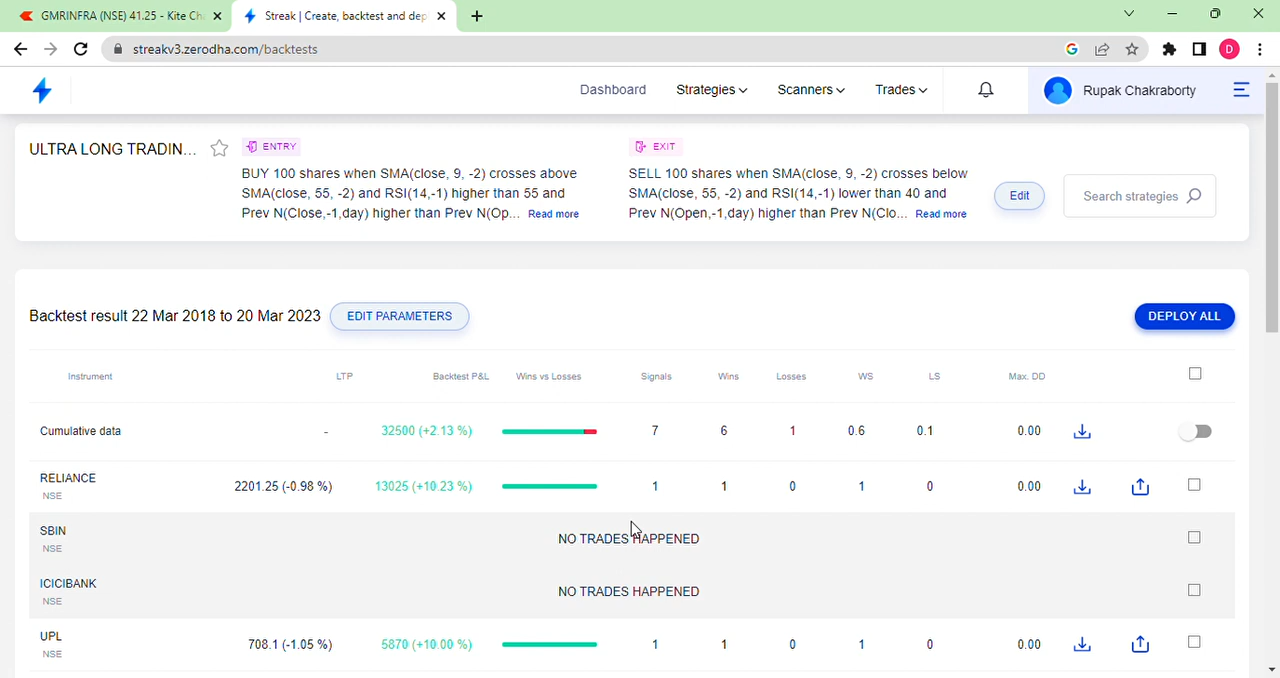 GMRINFRA (NSE) 41.25 - Kite Ch
Streak | Create, backtest and dep
streakv3.zerodha.com/backtests
D
Dashboard Strategies Scanners Trades Rupak Chakraborty
ULTRA LONG TRADIN...
ENTRY
BUY 100 shares when SMA(close, 9, -2) crosses above
SMA(close, 55, -2) and RSI(14,-1) higher than 55 and
Prev N(Close,-1,day) higher than Prev N(Op... Read more
EXIT
SELL 100 shares when SMA(close, 9, -2) crosses below
SMA(close, 55, -2) and RSI(14,-1) lower than 40 and
Prev N(Open,-1,day) higher than Prev N(Clo... Read more
Edit
Search strategies
Backtest result 22 Mar 2018 to 20 Mar 2023 EDIT PARAMETERS DEPLOY ALL
Instrument LTP Backtest P&L Wins vs Losses Signals Wins Losses WS LS Max. DD
Cumulative data - 32500 (+2.13 %) 7 6 1 0.6 0.1 0.00
RELIANCE 2201.25 (-0.98 %) 13025 (+10.23 %) 1 1 0 1 0 0.00
NSE
SBIN NO TRADES HAPPENED
NSE
ICICIBANK NO TRADES HAPPENED
NSE
UPL 708.1 (-1.05 %) 5870 (+10.00 %) 1 1 0 1 0 0.00
NSE